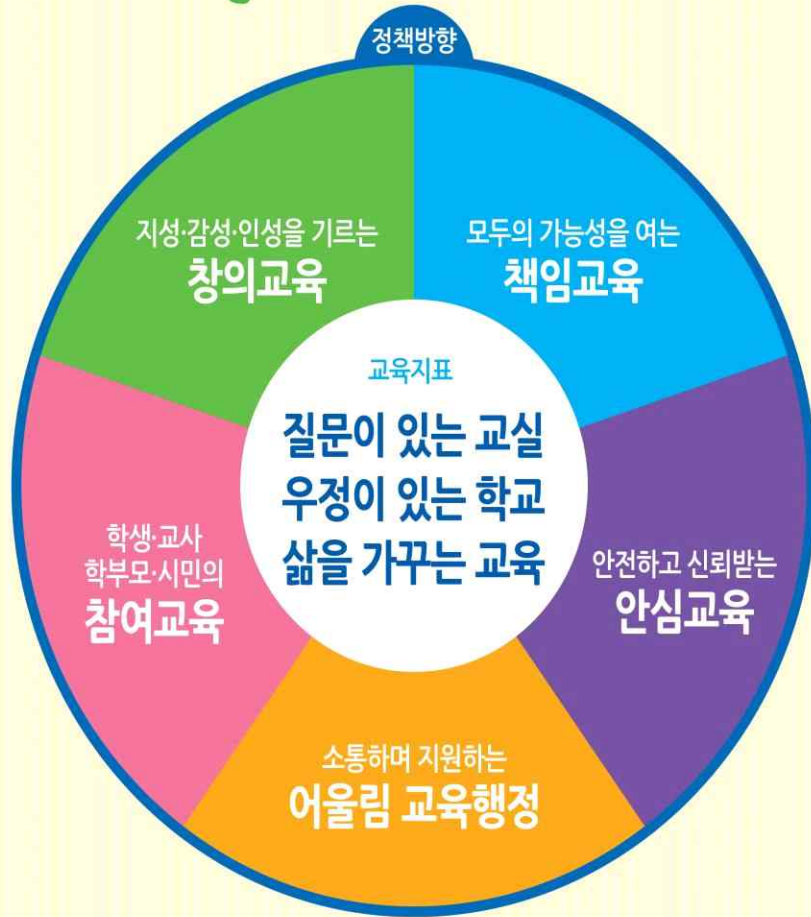 정책방향
지성·감성·인성을 기르는
창의교육
모두의 가능성을 여는
책임교육
교육지표
질문이 있는 교실
우정이 있는 학교
삶을 가꾸는 교육
학생·교사
학부모·시민의
참여교육
안전하고 신뢰받는
안심교육
소통하며 지원하는
어울림 교육행정